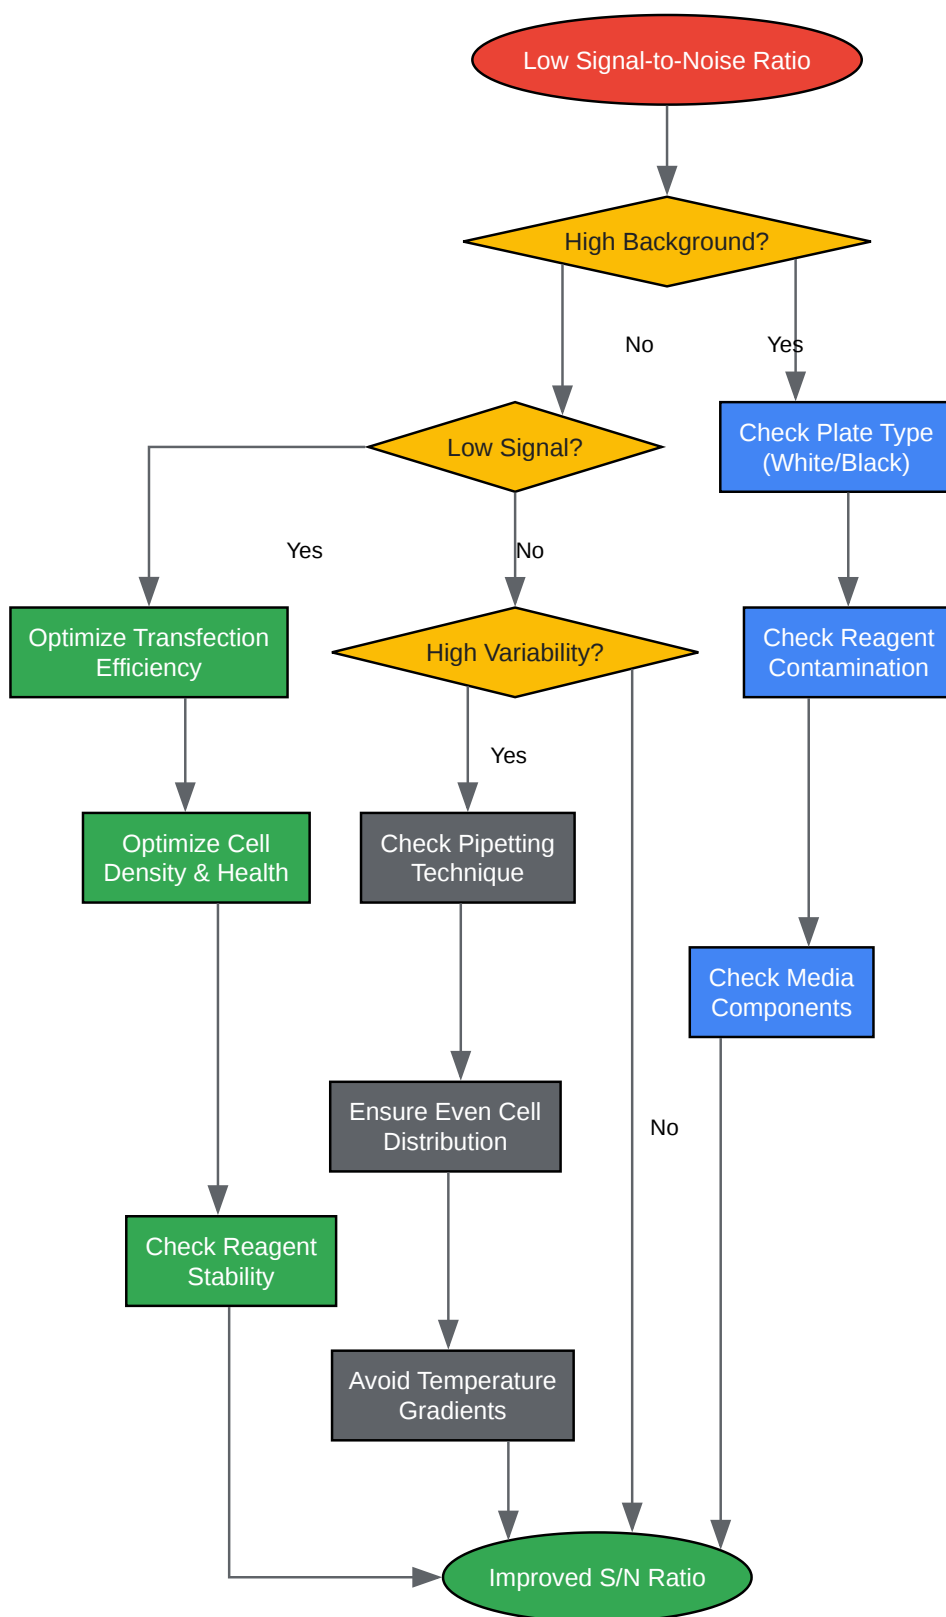 Low Signal-to-Noise Ratio
High Background?
No
Yes
Low Signal?
Check Plate Type
(White/Black)
Yes
No
Optimize Transfection
Efficiency
High Variability?
Check Reagent
Contamination
Yes
Optimize Cell
Density & Health
Check Pipetting
Technique
Check Media
Components
Ensure Even Cell
Distribution
No
Check Reagent
Stability
Avoid Temperature
Gradients
Improved S/N Ratio